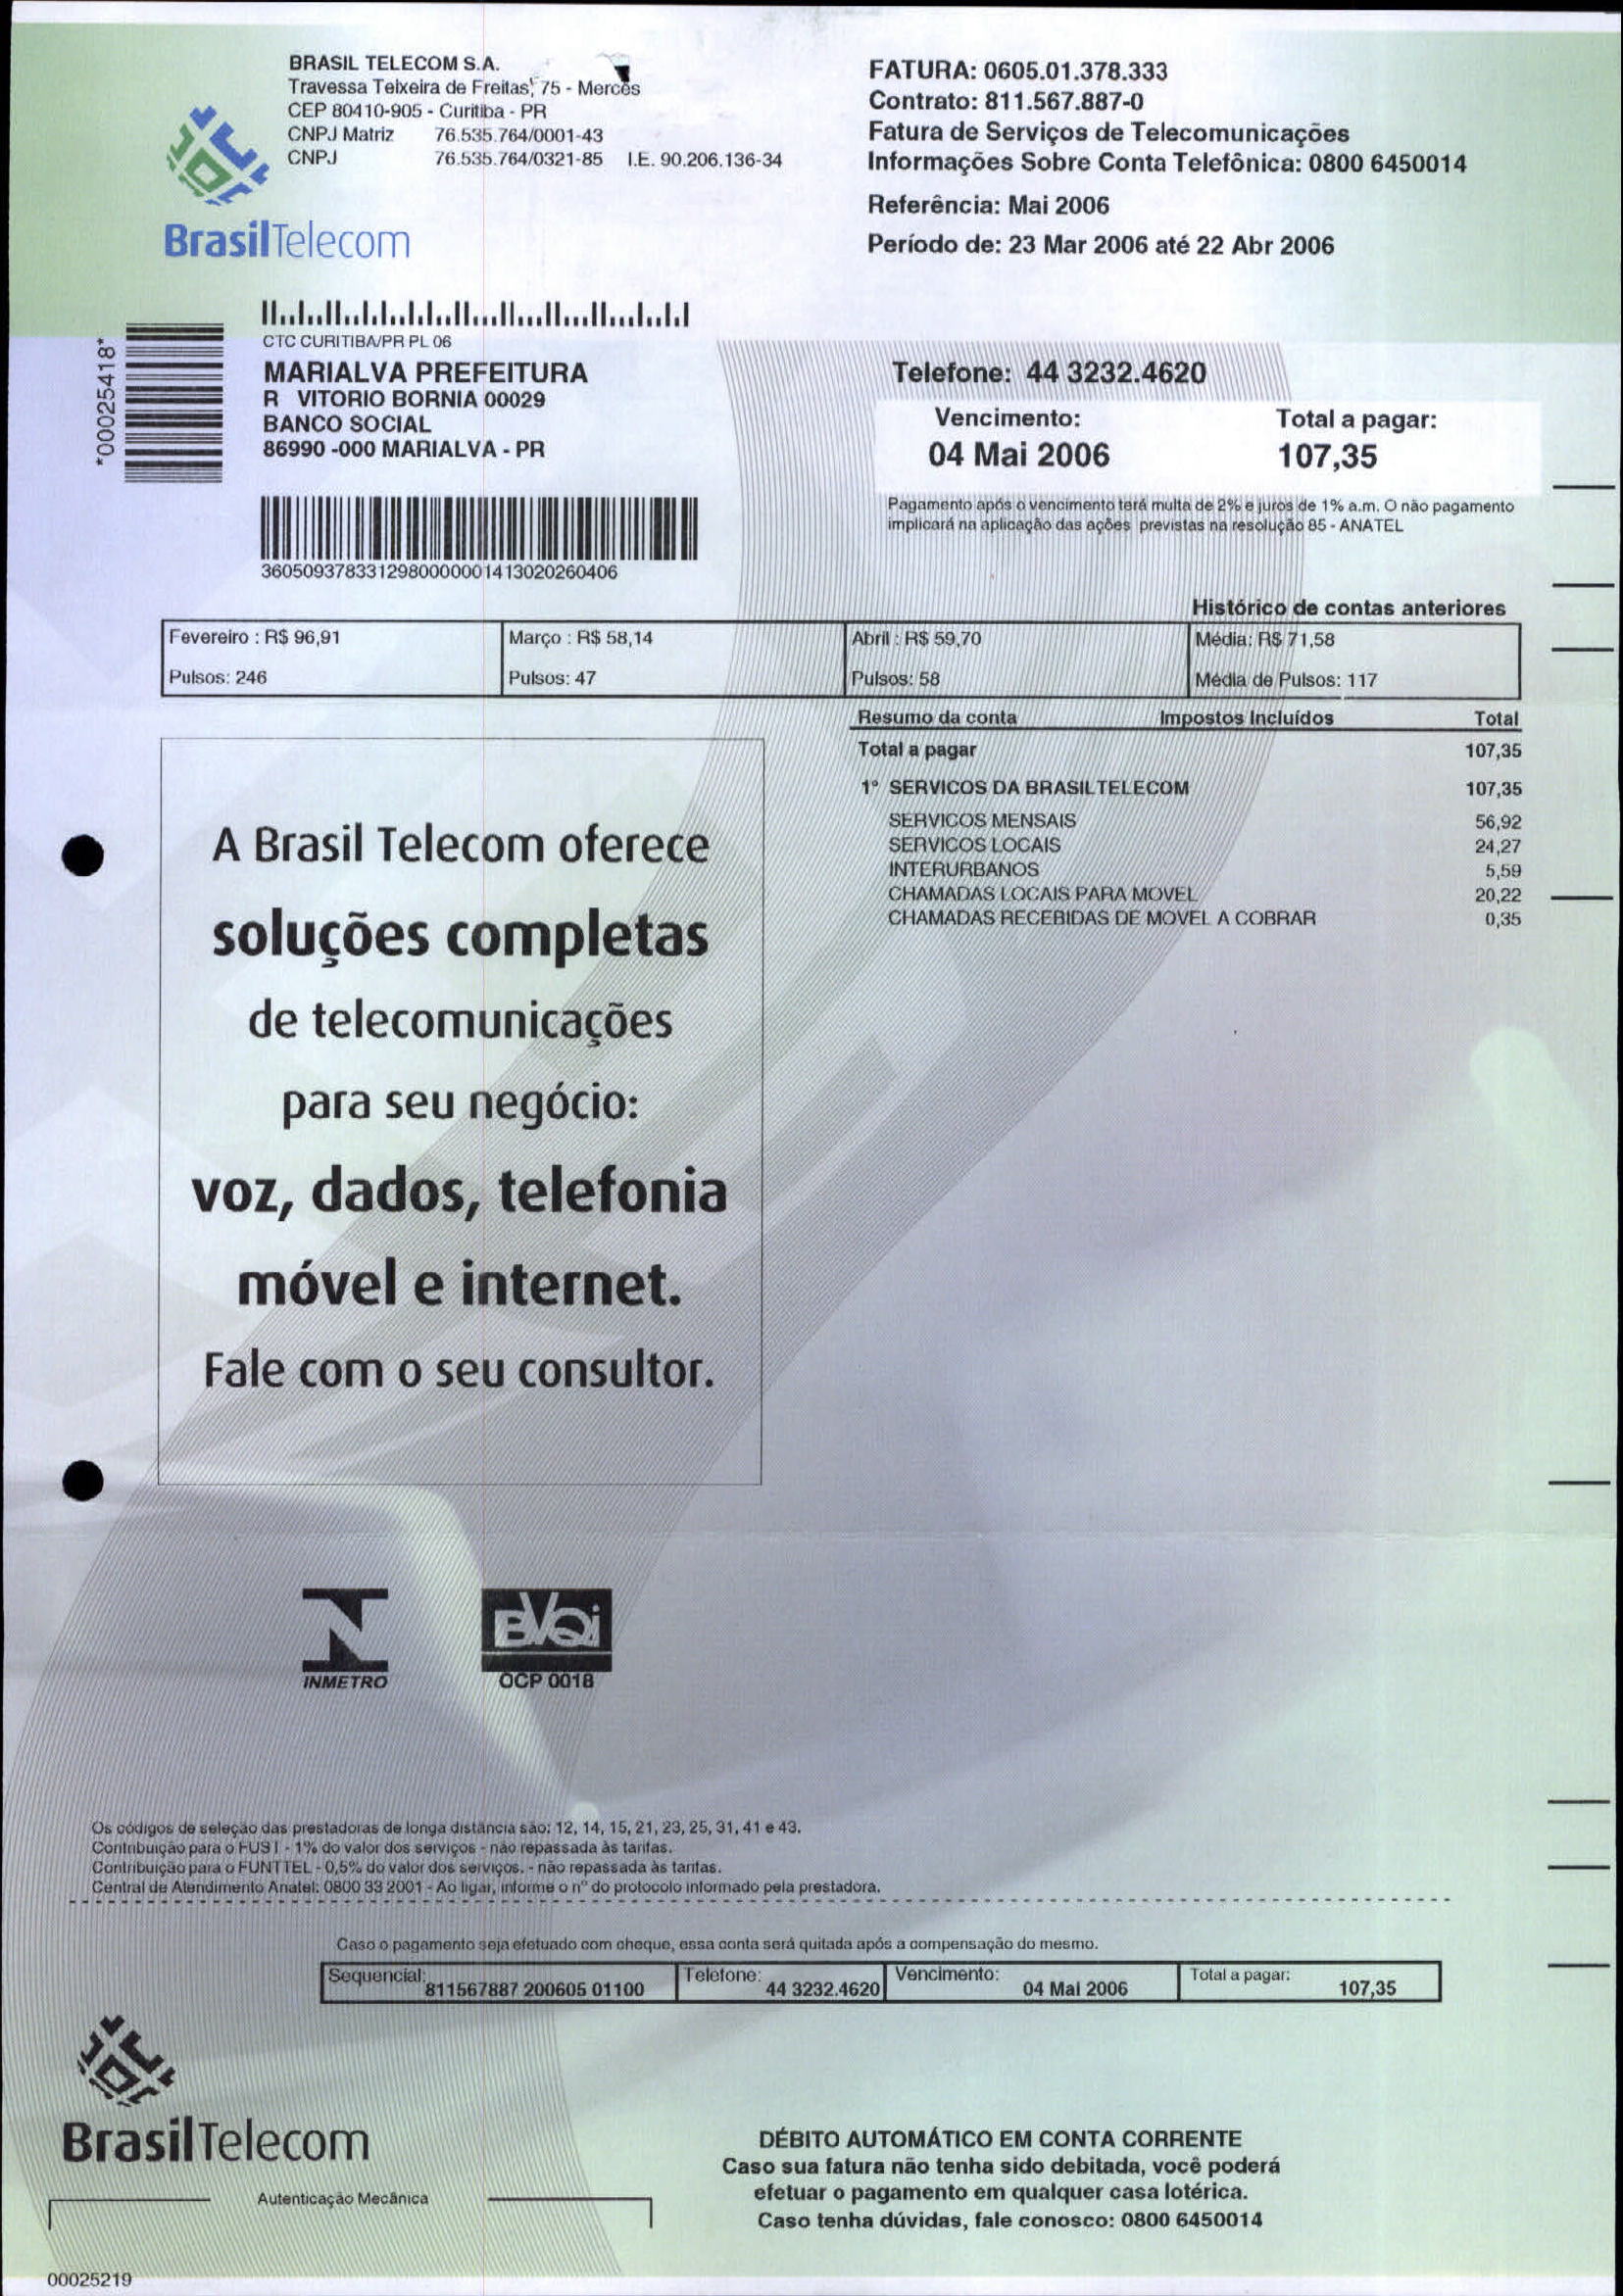 BRASIL TELECOM S.A.
Travessa Teixeira de Freitas, 75 - Mercês
CEP 80410-905 - Curitiba - PR
CNPJ Matriz 76.535.764/0001-43
CNPJ 76.535.764/0321-85 I.E. 90.206.136-34
BrasilTelecom
FATURA: 0605.01.378.333
Contrato: 811.567.887-0
Fatura de Serviços de Telecomunicações
Informações Sobre Conta Telefônica: 0800 6450014
Referência: Mai 2006
Período de: 23 Mar 2006 até 22 Abr 2006
*00025418*
CTC CURITIBA/PR PL 06
MARIALVA PREFEITURA
R VITORIO BORNIA 00029
BANCO SOCIAL
86990 -000 MARIALVA - PR
3605093783312980000001413020260406
Telefone: 44 3232.4620
Vencimento: Total a pagar:
04 Mai 2006 107,35
Pagamento após o vencimento terá multa de 2% e juros de 1% a.m. O não pagamento
implicará na aplicação das ações previstas na resolução 85 - ANATEL
Histórico de contas anteriores
Fevereiro : R$ 96,91 Março : R$ 58,14 Abril : R$ 59,70 Média: R$ 71,58
Pulsos: 246 Pulsos: 47 Pulsos: 58 Média de Pulsos: 117
Resumo da conta Impostos Incluídos Total
Total a pagar 107,35
1º SERVICOS DA BRASILTELECOM 107,35
SERVICOS MENSAIS 56,92
SERVICOS LOCAIS 24,27
INTERURBANOS 5,59
CHAMADAS LOCAIS PARA MOVEL 20,22
CHAMADAS RECEBIDAS DE MOVEL A COBRAR 0,35
A Brasil Telecom oferece
soluções completas
de telecomunicações
para seu negócio:
voz, dados, telefonia
móvel e internet.
Fale com o seu consultor.
BVQi
INMETRO OCP 0018
Os códigos de seleção das prestadoras de longa distância são: 12, 14, 15, 21, 23, 25, 31, 41 e 43.
Contribuição para o FUST - 1% do valor dos serviços - não repassada às tarifas.
Contribuição para o FUNTTEL - 0,5% do valor dos serviços. - não repassada às tarifas.
Central de Atendimento Anatel: 0800 33 2001 - Ao ligar, informe o nº do protocolo informado pela prestadora.
Caso o pagamento seja efetuado com cheque, essa conta será quitada após a compensação do mesmo.
Sequencial: 811567887 200605 01100 Telefone: 44 3232.4620 Vencimento: 04 Mai 2006 Total a pagar: 107,35
BrasilTelecom
Autenticação Mecânica
DÉBITO AUTOMÁTICO EM CONTA CORRENTE
Caso sua fatura não tenha sido debitada, você poderá
efetuar o pagamento em qualquer casa lotérica.
Caso tenha dúvidas, fale conosco: 0800 6450014
00025219